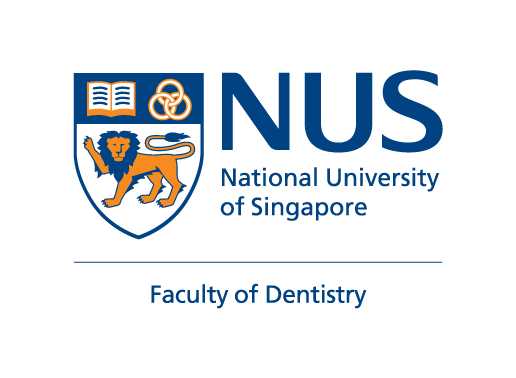 NUS
National University
of Singapore
Faculty of Dentistry